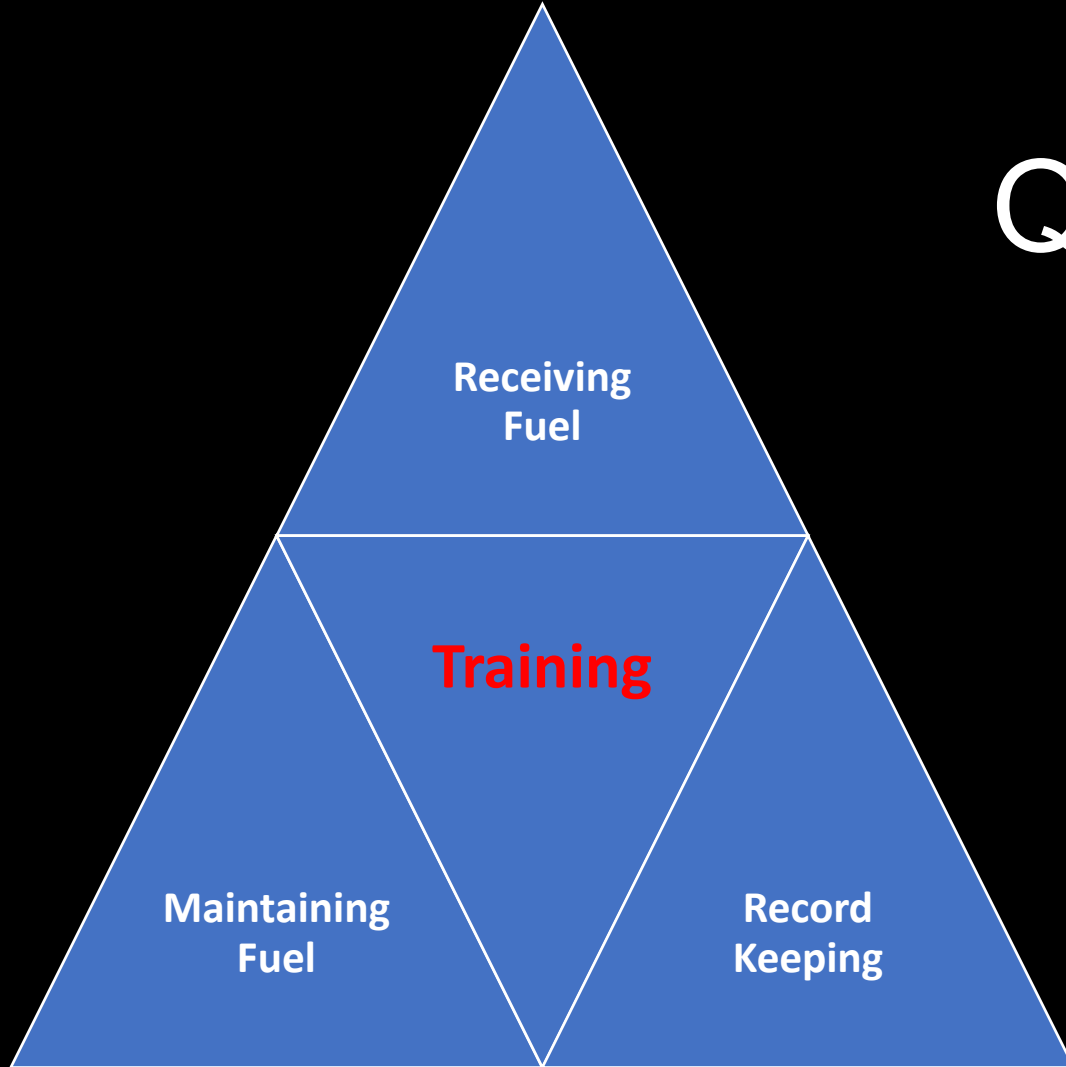 Q
Receiving
Fuel
Training
Maintaining
Fuel
Record
Keeping